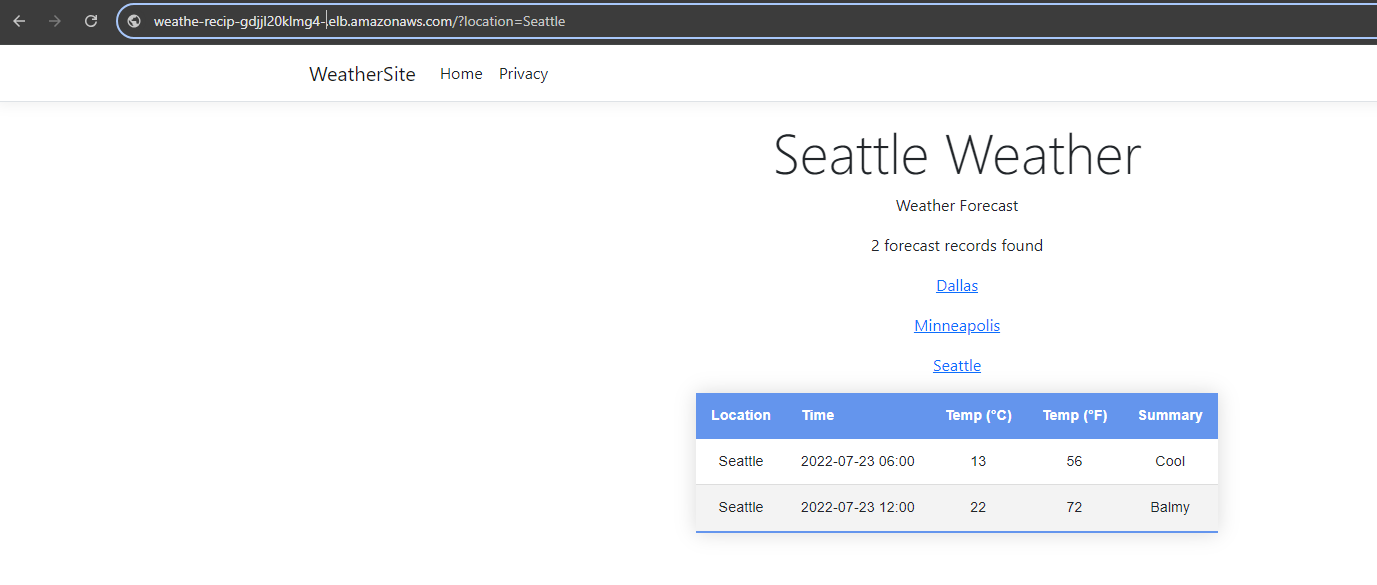 weathe-recip-gdjjl20klmg4-.elb.amazonaws.com/?location=Seattle
WeatherSite Home Privacy
Seattle Weather
Weather Forecast
2 forecast records found
Dallas
Minneapolis
Seattle
Location Time Temp (°C) Temp (°F) Summary
Seattle 2022-07-23 06:00 13 56 Cool
Seattle 2022-07-23 12:00 22 72 Balmy